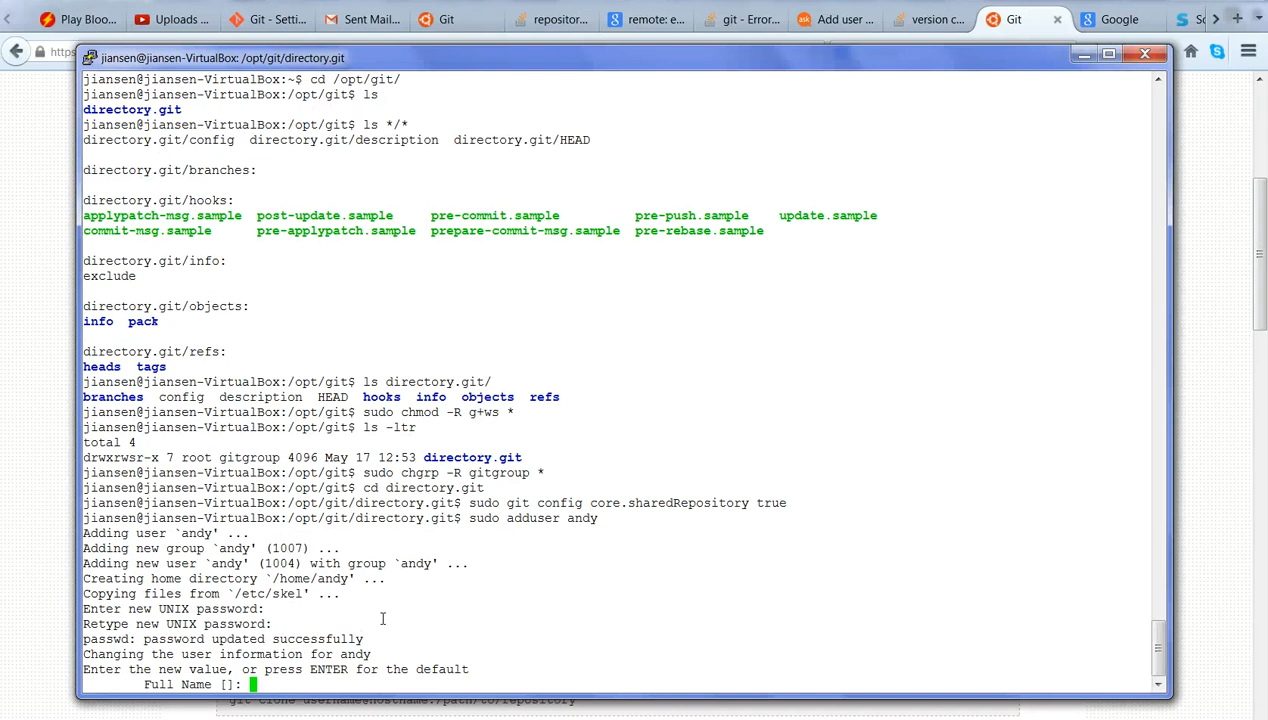 Play Bloo...
Uploads ...
Git - Setti...
Sent Mail...
Git
repositor...
remote: e...
git - Error...
Add user ...
version c...
Git
Google
https
jiansen@jiansen-VirtualBox: /opt/git/directory.git
jiansen@jiansen-VirtualBox:~$ cd /opt/git/
jiansen@jiansen-VirtualBox:/opt/git$ ls
directory.git
jiansen@jiansen-VirtualBox:/opt/git$ ls */*
directory.git/config  directory.git/description  directory.git/HEAD
directory.git/branches:
directory.git/hooks:
applypatch-msg.sample  post-update.sample  pre-commit.sample  pre-push.sample  update.sample
commit-msg.sample  pre-applypatch.sample  prepare-commit-msg.sample  pre-rebase.sample
directory.git/info:
exclude
directory.git/objects:
info  pack
directory.git/refs:
heads  tags
jiansen@jiansen-VirtualBox:/opt/git$ ls directory.git/
branches  config  description  HEAD  hooks  info  objects  refs
jiansen@jiansen-VirtualBox:/opt/git$ sudo chmod -R g+ws *
jiansen@jiansen-VirtualBox:/opt/git$ ls -ltr
total 4
drwxrwsr-x 7 root gitgroup 4096 May 17 12:53 directory.git
jiansen@jiansen-VirtualBox:/opt/git$ sudo chgrp -R gitgroup *
jiansen@jiansen-VirtualBox:/opt/git$ cd directory.git
jiansen@jiansen-VirtualBox:/opt/git/directory.git$ sudo git config core.sharedRepository true
jiansen@jiansen-VirtualBox:/opt/git/directory.git$ sudo adduser andy
Adding user `andy' ...
Adding new group `andy' (1007) ...
Adding new user `andy' (1004) with group `andy' ...
Creating home directory `/home/andy' ...
Copying files from `/etc/skel' ...
Enter new UNIX password:
Retype new UNIX password:
passwd: password updated successfully
Changing the user information for andy
Enter the new value, or press ENTER for the default
Full Name []:
git clone username@hostname:/path/to/repository